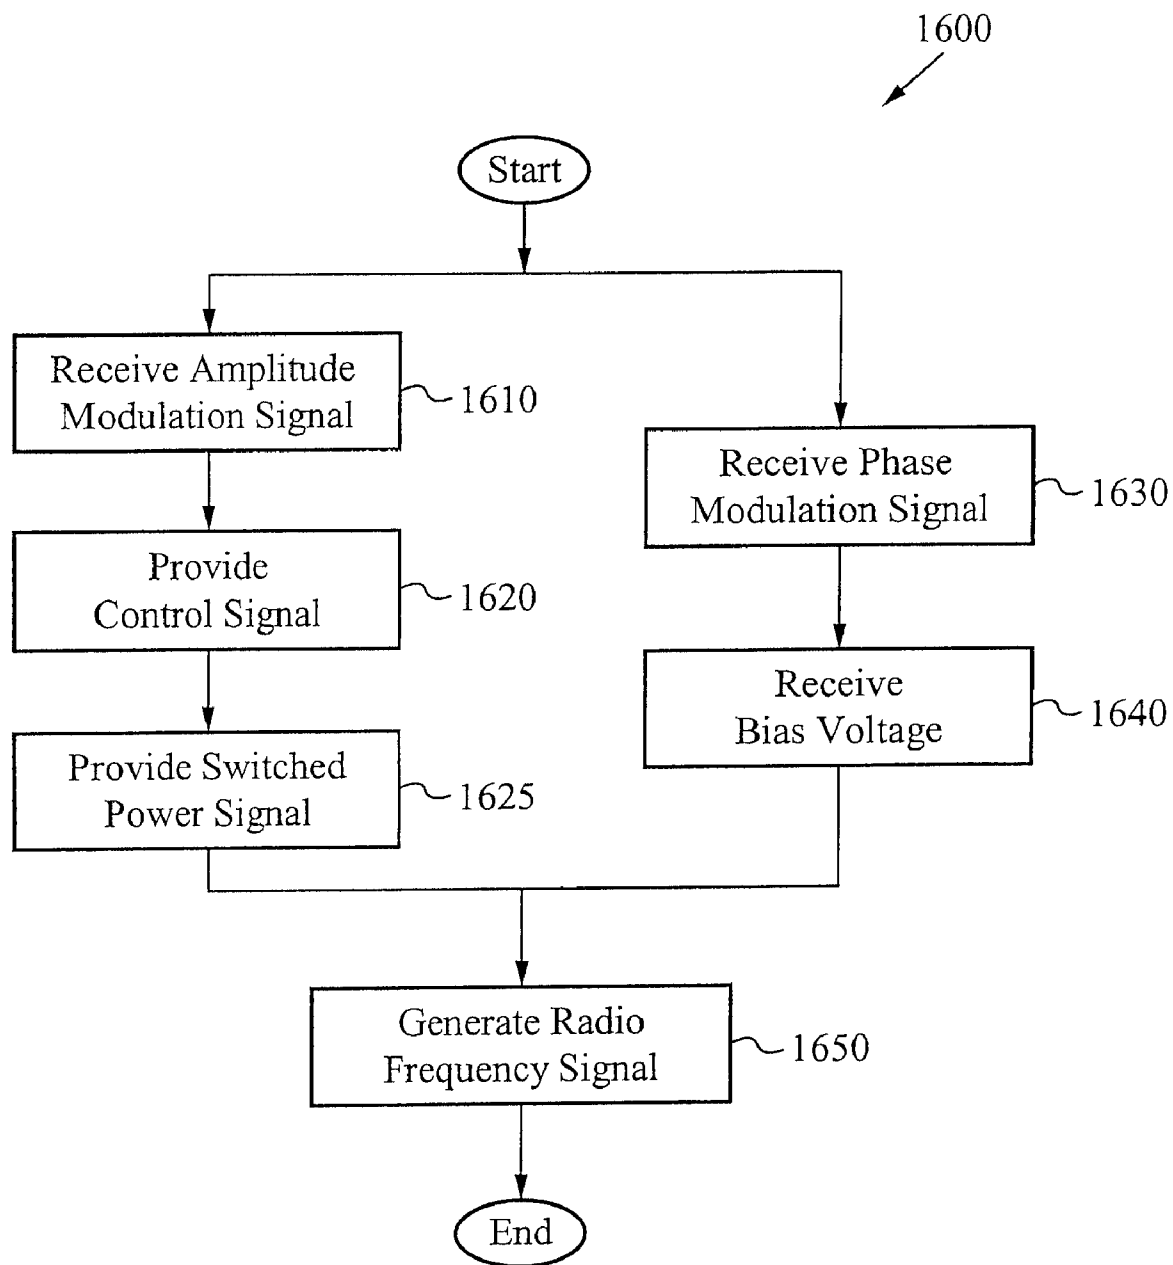 1600
Start
Receive Amplitude
Modulation Signal
1610
Receive Phase
Modulation Signal
1630
Provide
Control Signal
1620
Receive
Bias Voltage
1640
Provide Switched
Power Signal
1625
Generate Radio
Frequency Signal
1650
End